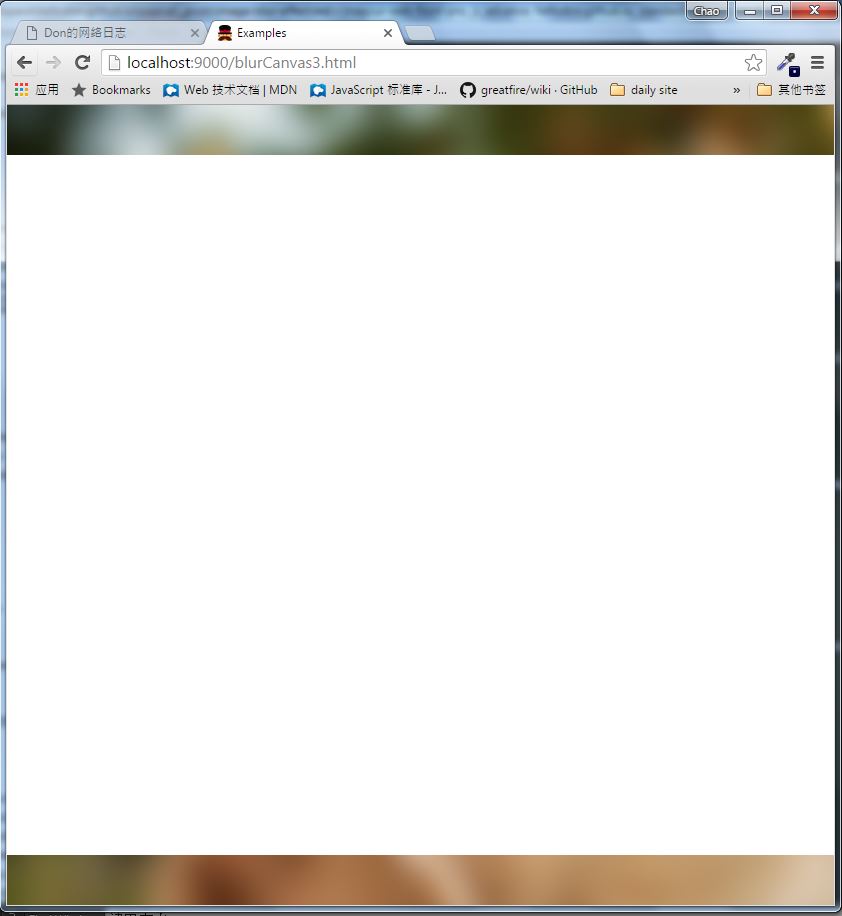 Chao
Don的网络日志
Examples
localhost:9000/blurCanvas3.html
应用 Bookmarks Web 技术文档 | MDN JavaScript 标准库 - J... greatfire/wiki · GitHub daily site » 其他书签